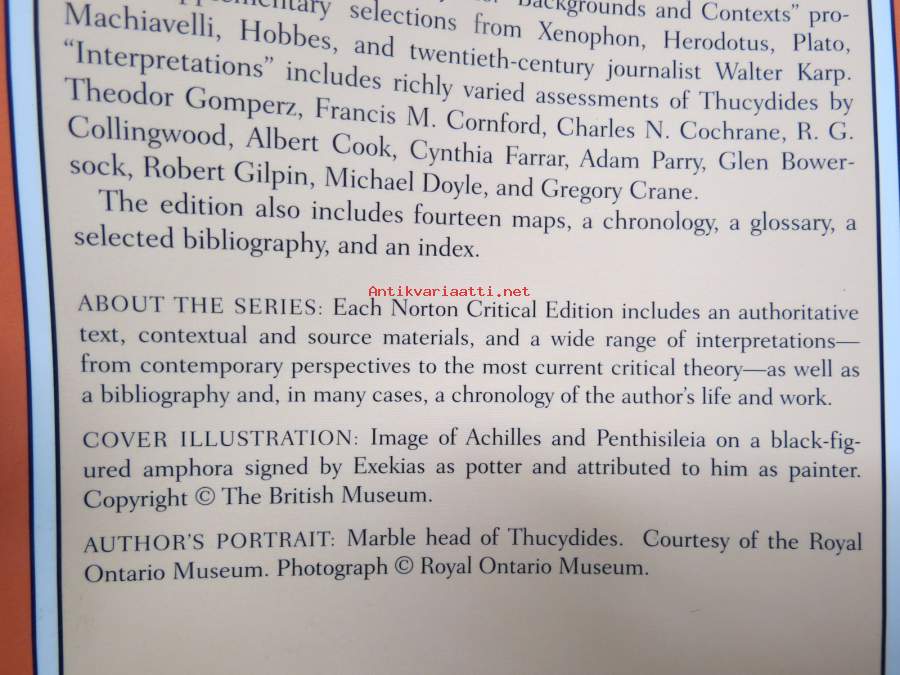 selections from Xenophon, Herodotus, Plato,
Backgrounds and Contexts” pro-
Machiavelli, Hobbes, and twentieth-century journalist Walter Karp.
“Interpretations” includes richly varied assessments of Thucydides by
Theodor Gomperz, Francis M. Cornford, Charles N. Cochrane, R. G.
Collingwood, Albert Cook, Cynthia Farrar, Adam Parry, Glen Bower-
sock, Robert Gilpin, Michael Doyle, and Gregory Crane.
The edition also includes fourteen maps, a chronology, a glossary, a
selected bibliography, and an index.
Antikvariaatti.net
ABOUT THE SERIES: Each Norton Critical Edition includes an authoritative
text, contextual and source materials, and a wide range of interpretations—
from contemporary perspectives to the most current critical theory—as well as
a bibliography and, in many cases, a chronology of the author’s life and work.
COVER ILLUSTRATION: Image of Achilles and Penthisileia on a black-fig-
ured amphora signed by Exekias as potter and attributed to him as painter.
Copyright © The British Museum.
AUTHOR’S PORTRAIT: Marble head of Thucydides. Courtesy of the Royal
Ontario Museum. Photograph © Royal Ontario Museum.